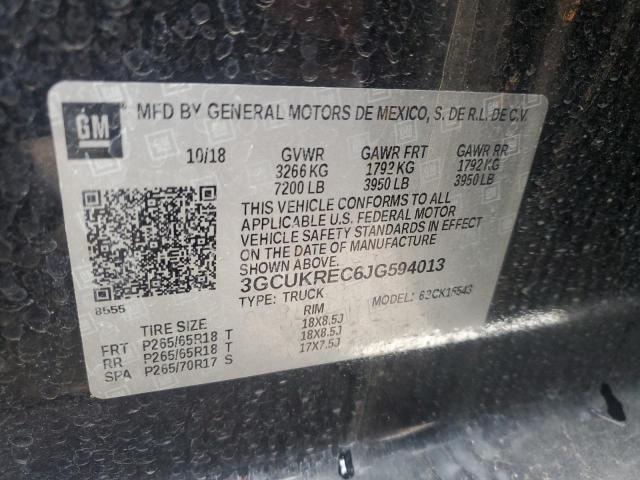 GM MFD BY GENERAL MOTORS DE MEXICO, S. DE R.L. DE C.V.
10/18 GVWR GAWR FRT GAWR RR
3266 KG 1792 KG 1792 KG
7200 LB 3950 LB 3950 LB
THIS VEHICLE CONFORMS TO ALL
APPLICABLE U.S. FEDERAL MOTOR
VEHICLE SAFETY STANDARDS IN EFFECT
ON THE DATE OF MANUFACTURE
SHOWN ABOVE.
3GCUKREC6JG594013
8555
TYPE: TRUCK MODEL: 63CK15543
TIRE SIZE RIM
FRT P265/65R18 T 18X8.5J
RR P265/65R18 T 18X8.5J
SPA P265/70R17 S 17X7.5J